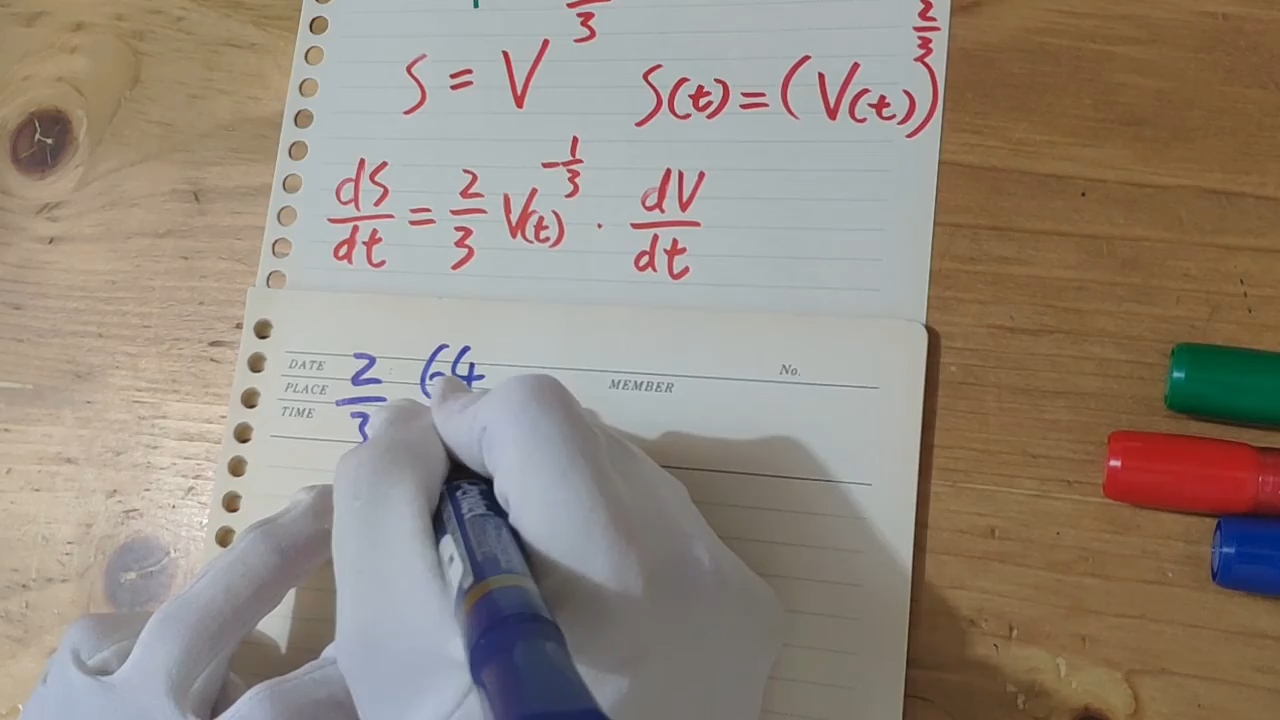 3
S = V
2/3
S(t) = (V(t))
dS/dt = 2/3 V(t)^-1/3 · dV/dt
No.
DATE
PLACE
TIME
MEMBER
2/3 (64